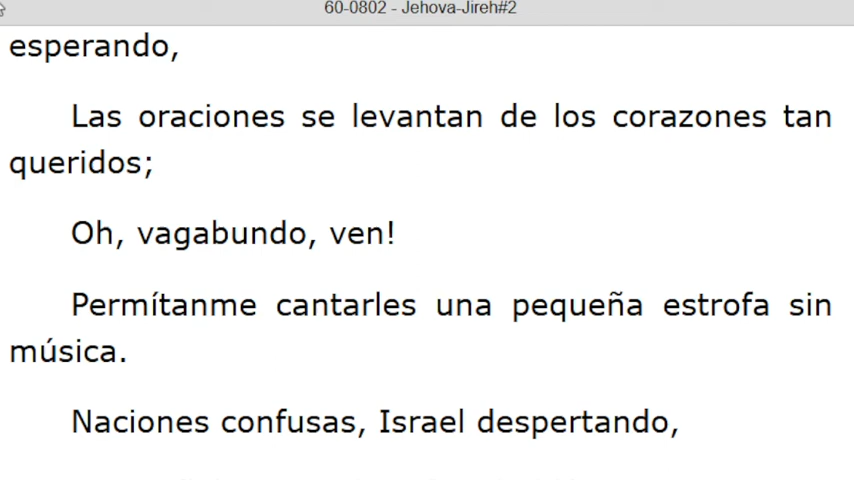 60-0802 - Jehova-Jireh#2
esperando,
Las oraciones se levantan de los corazones tan
queridos;
Oh, vagabundo, ven!
Permítanme cantarles una pequeña estrofa sin
música.
Naciones confusas, Israel despertando,